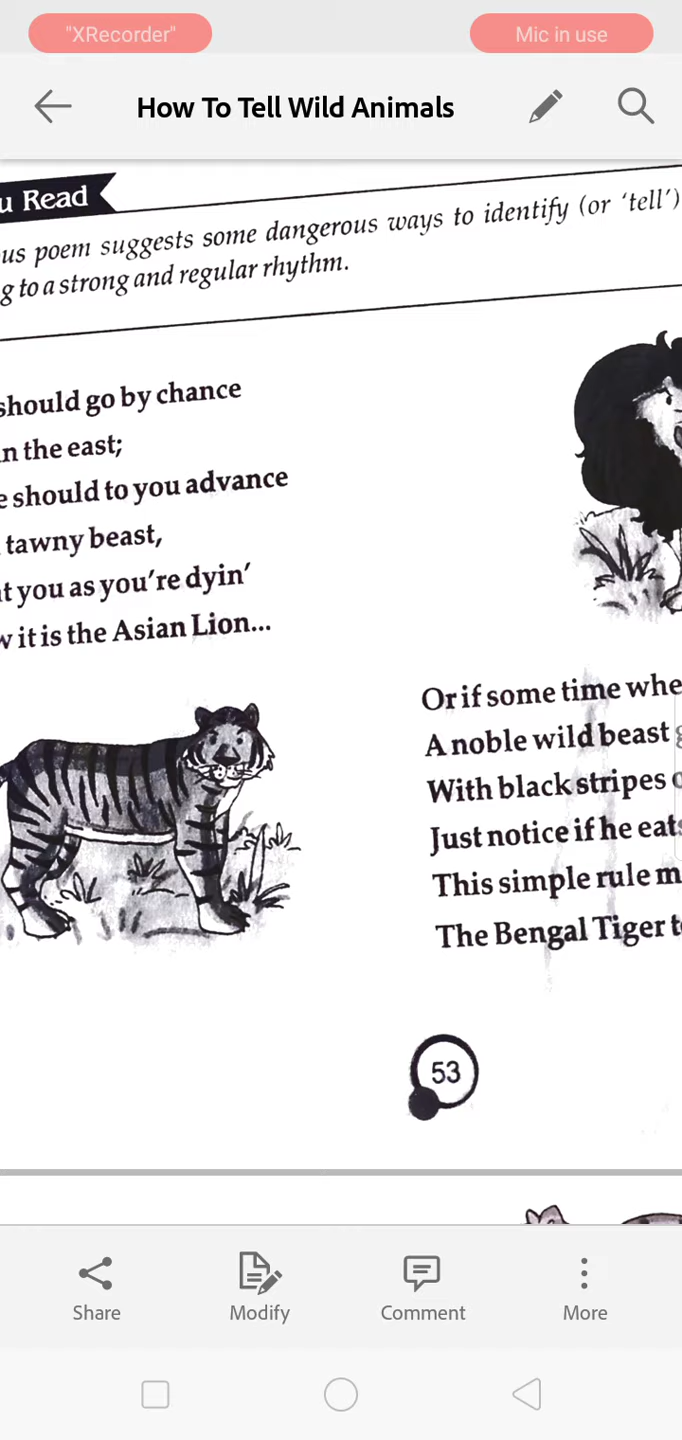 "XRecorder"
Mic in use
How To Tell Wild Animals
u Read
us poem suggests some dangerous ways to identify (or ‘tell’)
g to a strong and regular rhythm.
should go by chance
n the east;
e should to you advance
tawny beast,
t you as you’re dyin’
w it is the Asian Lion...
Or if some time whe
A noble wild beast g
With black stripes o
Just notice if he eats
This simple rule m
The Bengal Tiger t
53
Share
Modify
Comment
More